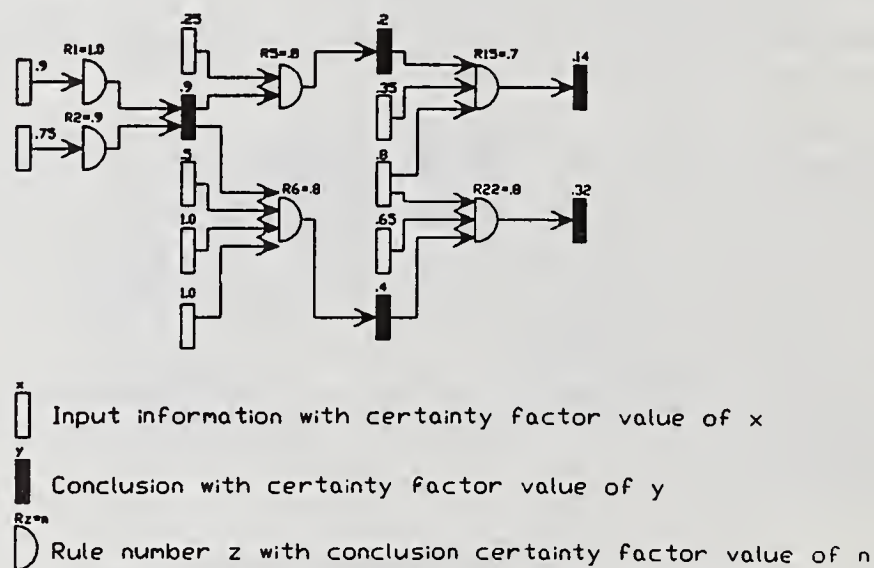 .25
.2
R1=1.0
R5=.8
R15=.7
.14
.9
.9
.35
R2=.9
.75
.5
.8
R6=.8
R22=.8
.32
1.0
.65
1.0
.4
x
Input information with certainty factor value of x
y
Conclusion with certainty factor value of y
Rz=n
Rule number z with conclusion certainty factor value of n